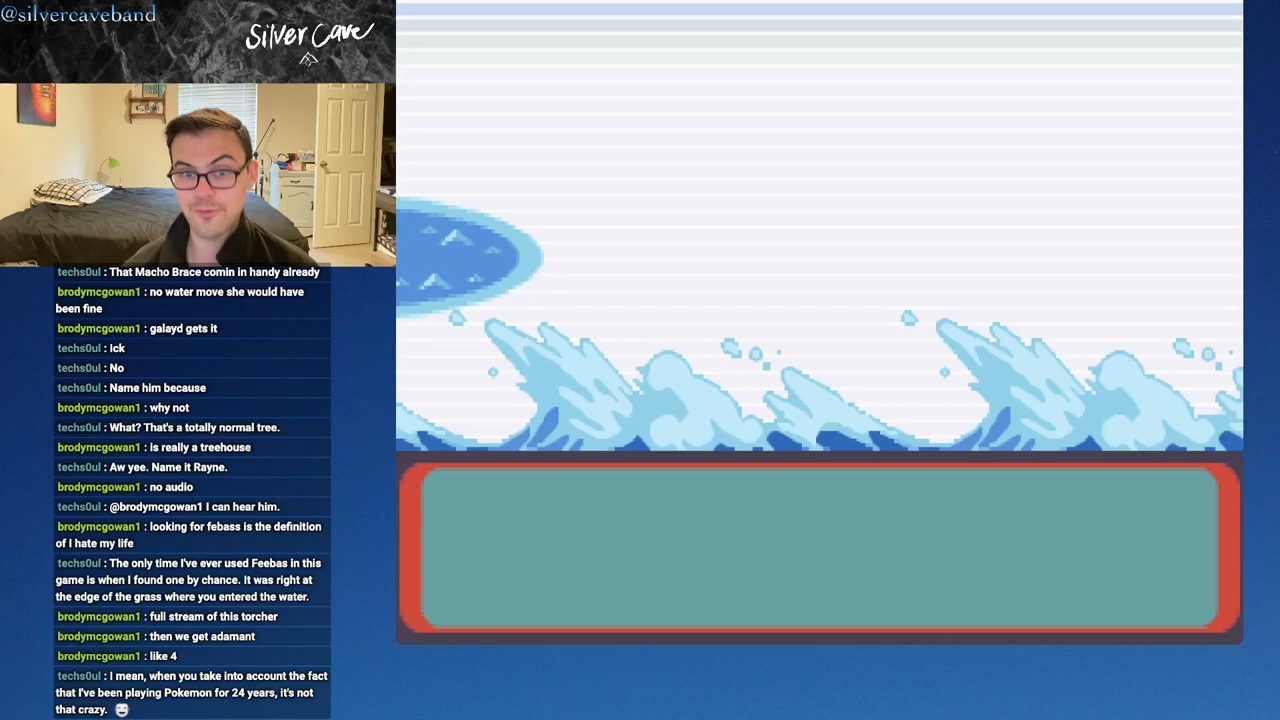 @silvercaveband
Silver Cave
techs0ul : That Macho Brace comin in handy already
brodymcgowan1 : no water move she would have
been fine
brodymcgowan1 : galayd gets it
techs0ul : Ick
techs0ul : No
techs0ul : Name him because
brodymcgowan1 : why not
techs0ul : What? That's a totally normal tree.
brodymcgowan1 : is really a treehouse
techs0ul : Aw yee. Name it Rayne.
brodymcgowan1 : no audio
techs0ul : @brodymcgowan1 I can hear him.
brodymcgowan1 : looking for febass is the definition
of I hate my life
techs0ul : The only time I've ever used Feebas in this
game is when I found one by chance. It was right at
the edge of the grass where you entered the water.
brodymcgowan1 : full stream of this torcher
brodymcgowan1 : then we get adamant
brodymcgowan1 : like 4
techs0ul : I mean, when you take into account the fact
that I've been playing Pokemon for 24 years, it's not
that crazy.